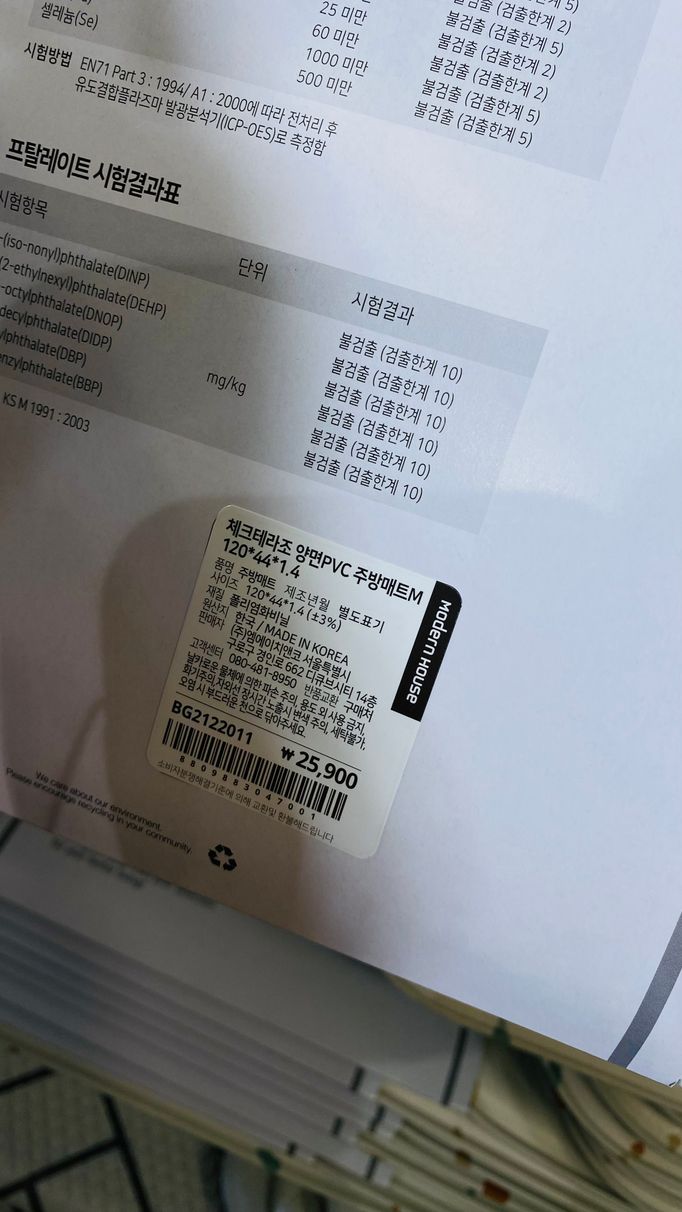 셀레늄(Se)
25 미만
60 미만
1000 미만
500 미만
불검출 (검출한계 2)
불검출 (검출한계 5)
불검출 (검출한계 2)
불검출 (검출한계 2)
불검출 (검출한계 5)
불검출 (검출한계 5)
시험방법 EN71 Part 3 : 1994/ A1 : 2000에 따라 전처리 후
유도결합플라즈마 발광분석기(ICP-OES)로 측정함
프탈레이트 시험결과표
시험항목 단위 시험결과
-(iso-nonyl)phthalate(DINP) 불검출 (검출한계 10)
(2-ethylnexyl)phthalate(DEHP) 불검출 (검출한계 10)
-octylphthalate(DNOP) 불검출 (검출한계 10)
decylphthalate(DIDP) mg/kg 불검출 (검출한계 10)
ylphthalate(DBP) 불검출 (검출한계 10)
enzylphthalate(BBP) 불검출 (검출한계 10)
KS M 1991 : 2003
체크테라조 양면PVC 주방매트M
120*44*1.4
품명 주방매트 제조년월 별도표기
사이즈 120*44*1.4 (±3%)
재질 폴리염화비닐
원산지 한국 / MADE IN KOREA
판매자 (주)엠에이치앤코 서울특별시
구로구 경인로 662 디큐브시티 14층
고객센터 080-481-8950 반품교환 구매처
날카로운 물체에 의한 파손 주의, 용도 외 사용 금지,
화기주의,자외선 장시간 노출시 변색 주의, 세탁불가,
오염 시 부드러운 천으로 닦아주세요.
BG2122011
₩ 25,900
8809883047001
소비자분쟁해결기준에 의해 교환및 환불해드립니다
MODERN HOUSE
We care about our environment.
Please encourage recycling in your community.